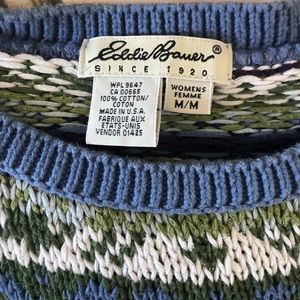 Eddie Bauer®
SINCE 1920
WPL 9647
CA 00665
100% COTTON/
COTON
MADE IN U.S.A.
FABRIQUE AUX
ETATS-UNIS
VENDOR 01425
WOMENS
FEMME
M/M